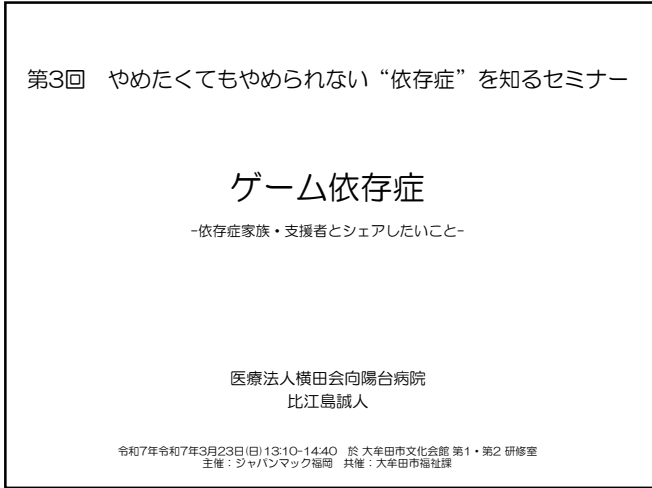 第3回　やめたくてもやめられない“依存症”を知るセミナー
ゲーム依存症
-依存症家族・支援者とシェアしたいこと-
医療法人横田会向陽台病院
比江島誠人
令和7年令和7年3月23日(日)13:10-14:40　於 大牟田市文化会館 第1・第2 研修室
主催：ジャパンマック福岡　共催：大牟田市福祉課